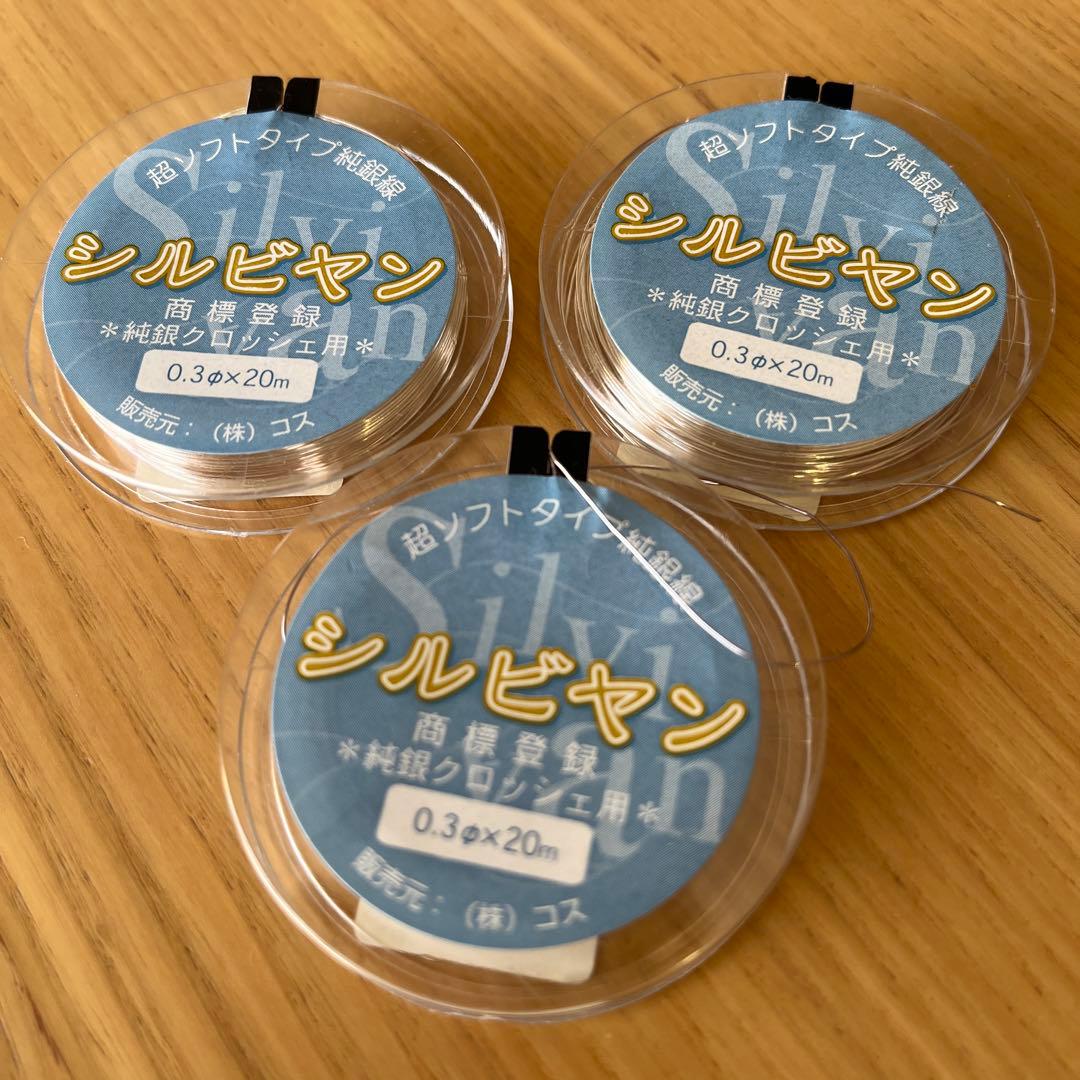 超ソフトタイプ純銀線
Silvian
シルビヤン
商標登録
＊純銀クロッシェ用＊
0.3φ×20m
販売元：（株）コス
超ソフトタイプ純銀線
Silvian
シルビヤン
商標登録
＊純銀クロッシェ用＊
0.3φ×20m
販売元：（株）コス
超ソフトタイプ純銀線
Silvian
シルビヤン
商標登録
＊純銀クロッシェ用＊
0.3φ×20m
販売元：（株）コス